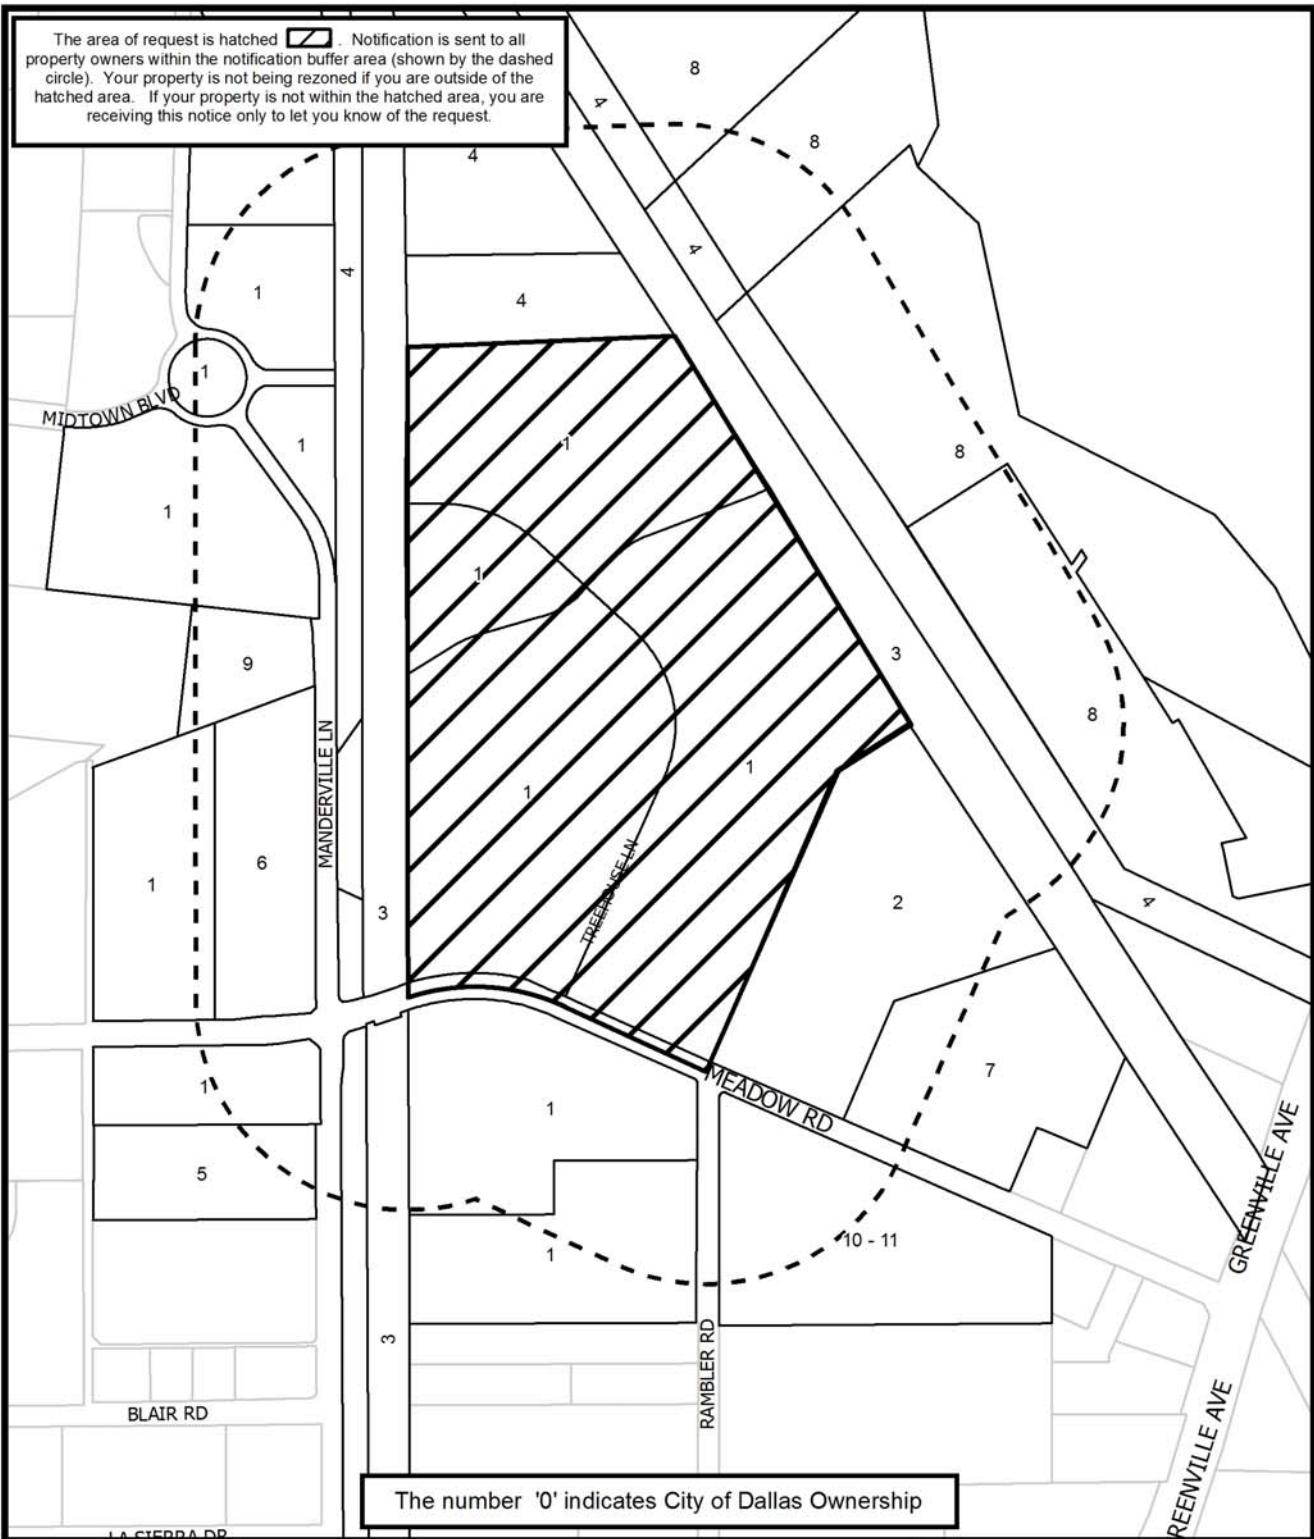 The area of request is hatched . Notification is sent to all
property owners within the notification buffer area (shown by the dashed
circle). Your property is not being rezoned if you are outside of the
hatched area. If your property is not within the hatched area, you are
receiving this notice only to let you know of the request.
8
4
8
4
4
4
1
4
1
MIDTOWN BLVD
1
1
8
1
1
9
3
8
MANDERVILLE LN
1
1
6
1
TREEHOUSE LN
2
4
3
7
MEADOW RD
1
1
5
10 - 11
1
GREENVILLE AVE
3
RAMBLER RD
BLAIR RD
REENVILLE AVE
The number '0' indicates City of Dallas Ownership
LA SIERRA DR